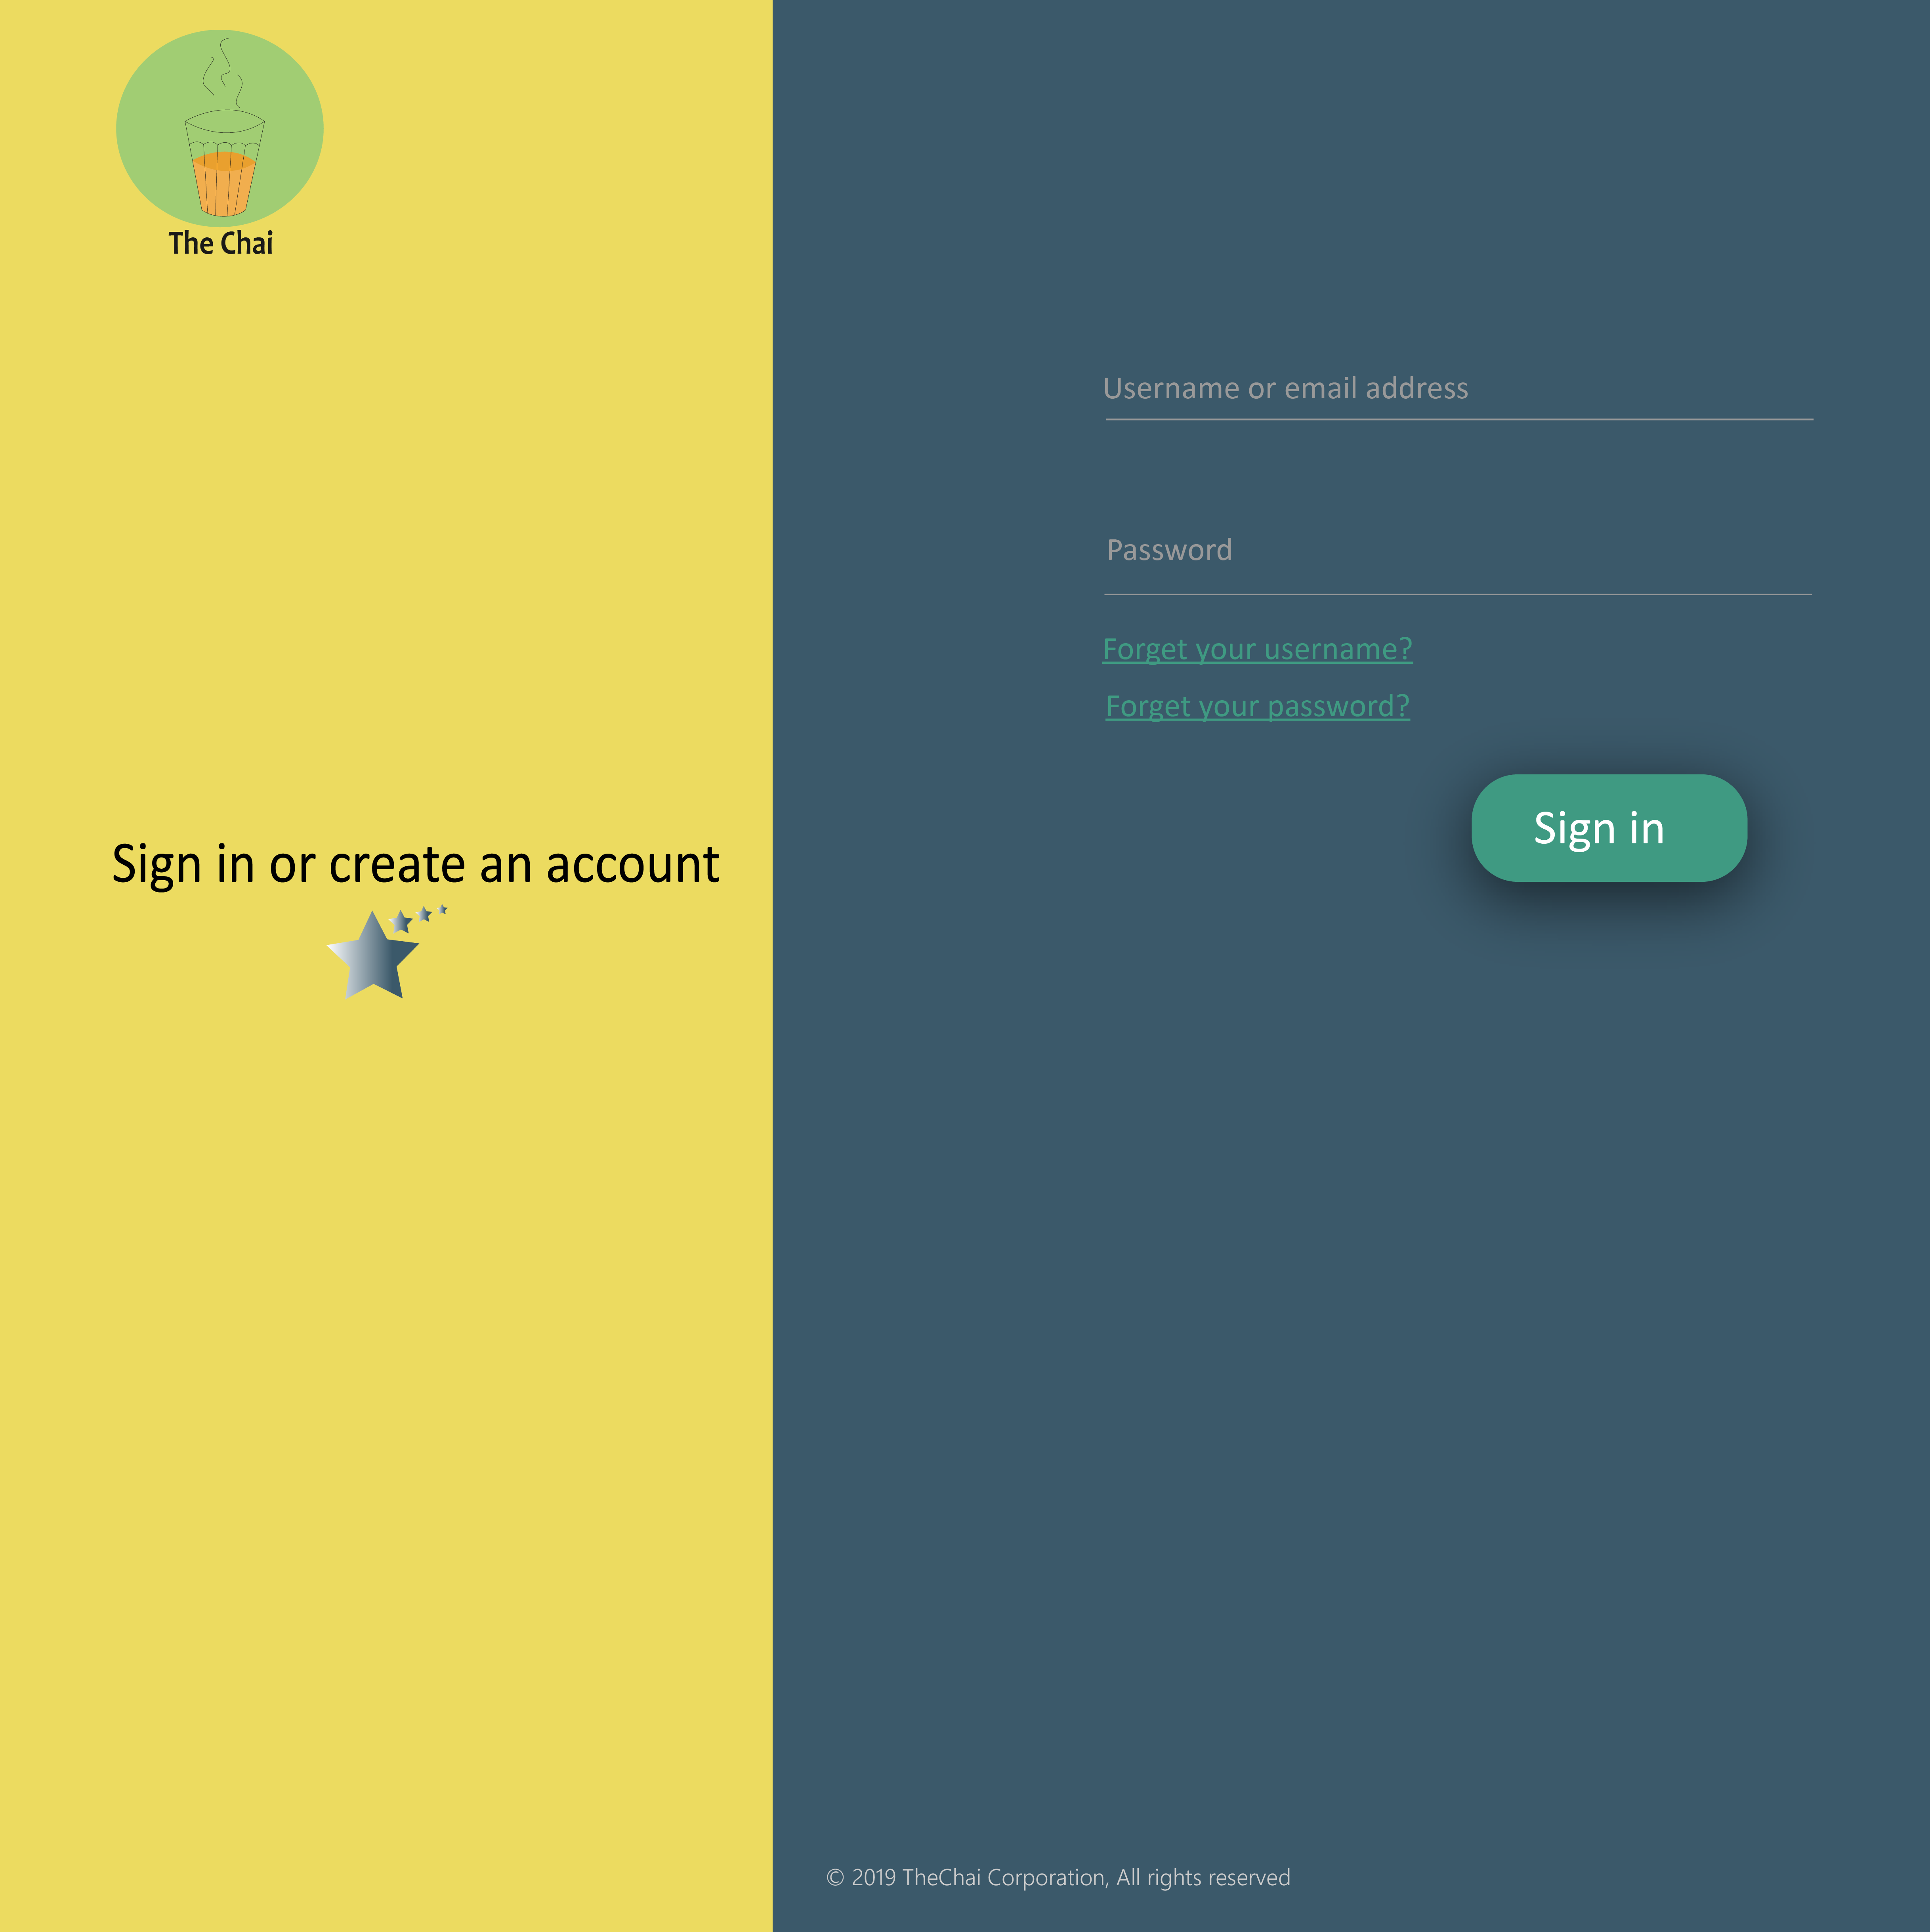 The Chai
Sign in or create an account
Username or email address
Password
Forget your username?
Forget your password?
Sign in
© 2019 TheChai Corporation, All rights reserved